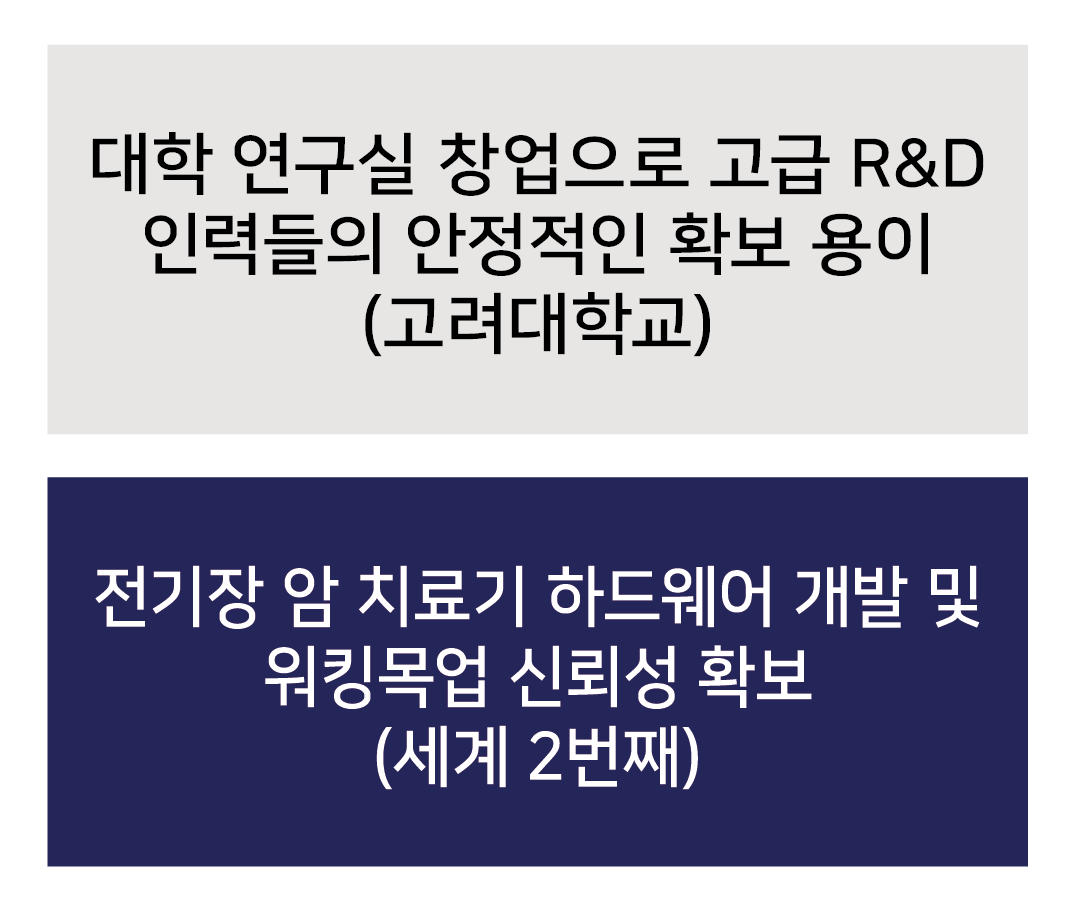 대학 연구실 창업으로 고급 R&D
인력들의 안정적인 확보 용이
(고려대학교)
전기장 암 치료기 하드웨어 개발 및
워킹목업 신뢰성 확보
(세계 2번째)